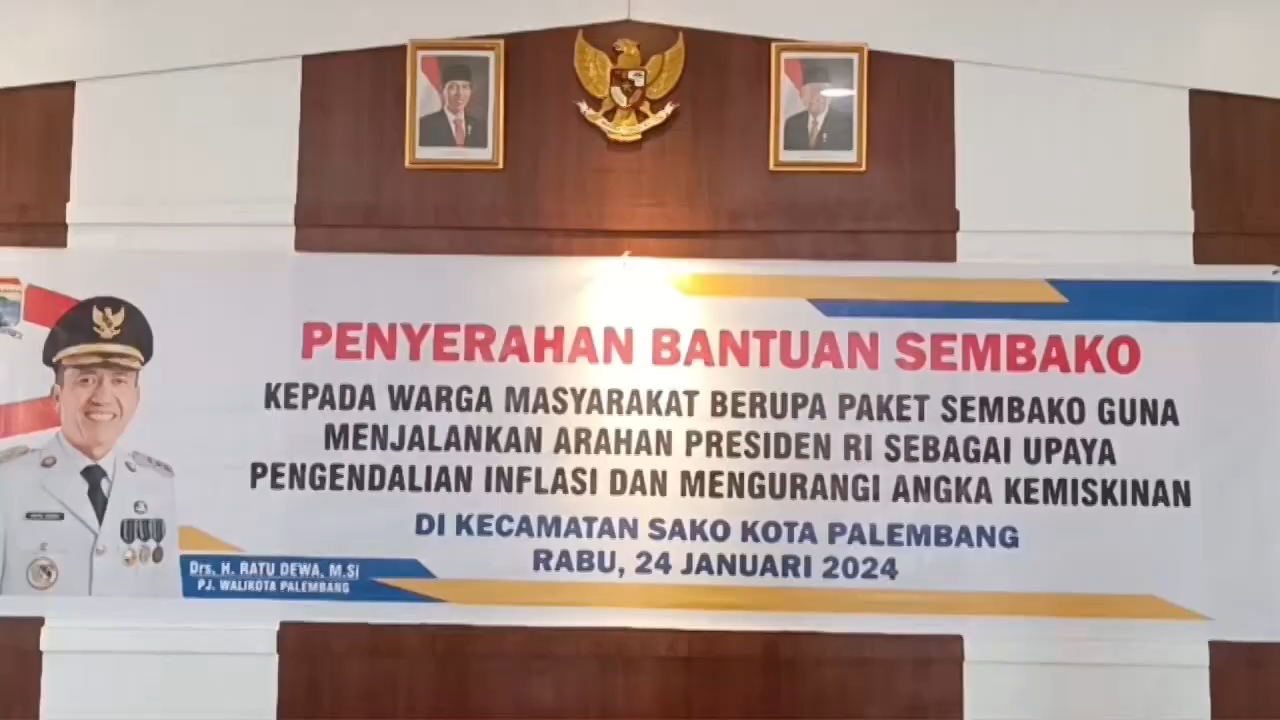 PENYERAHAN BANTUAN SEMBAKO
KEPADA WARGA MASYARAKAT BERUPA PAKET SEMBAKO GUNA
MENJALANKAN ARAHAN PRESIDEN RI SEBAGAI UPAYA
PENGENDALIAN INFLASI DAN MENGURANGI ANGKA KEMISKINAN
DI KECAMATAN SAKO KOTA PALEMBANG
RABU, 24 JANUARI 2024
Drs. H. RATU DEWA, M.Si
PJ. WALIKOTA PALEMBANG